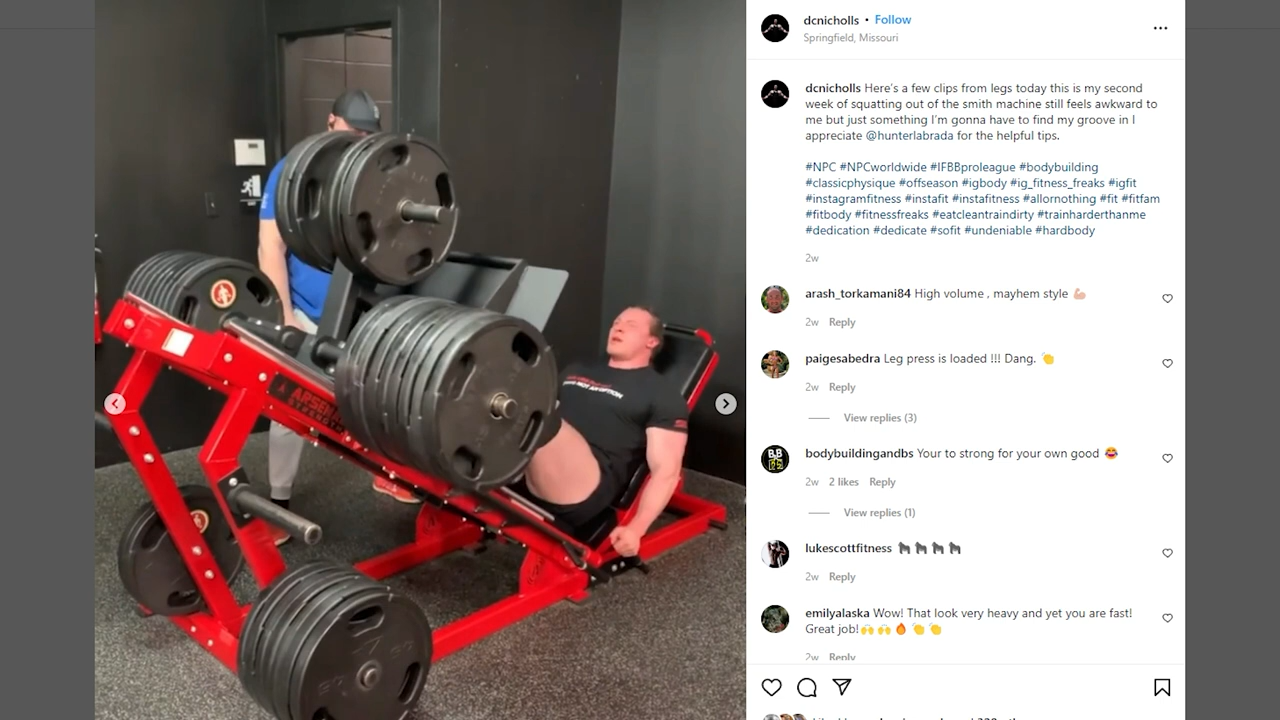 dcnicholls • Follow
Springfield, Missouri
dcnicholls Here's a few clips from legs today this is my second
week of squatting out of the smith machine still feels awkward to
me but just something I'm gonna have to find my groove in I
appreciate @hunterlabrada for the helpful tips.
#NPC #NPCworldwide #IFBBproleague #bodybuilding
#classicphysique #offseason #igbody #ig_fitness_freaks #igfit
#instagramfitness #instafit #instafitness #allornothing #fit #fitfam
#fitbody #fitnessfreaks #eatcleantraindirty #trainharderthanme
#dedication #dedicate #sofit #undeniable #hardbody
2w
arash_torkamani84 High volume , mayhem style 💪🏼
2w Reply
paigesabedra Leg press is loaded !!! Dang. 👏
2w Reply
View replies (3)
bodybuildingandbs Your to strong for your own good 😂
2w 2 likes Reply
View replies (1)
lukescottfitness 🦍🦍🦍🦍
2w Reply
emilyalaska Wow! That look very heavy and yet you are fast!
Great job!🙌🙌🔥👏👏
2w Reply
ARSENAL
STRENGTH